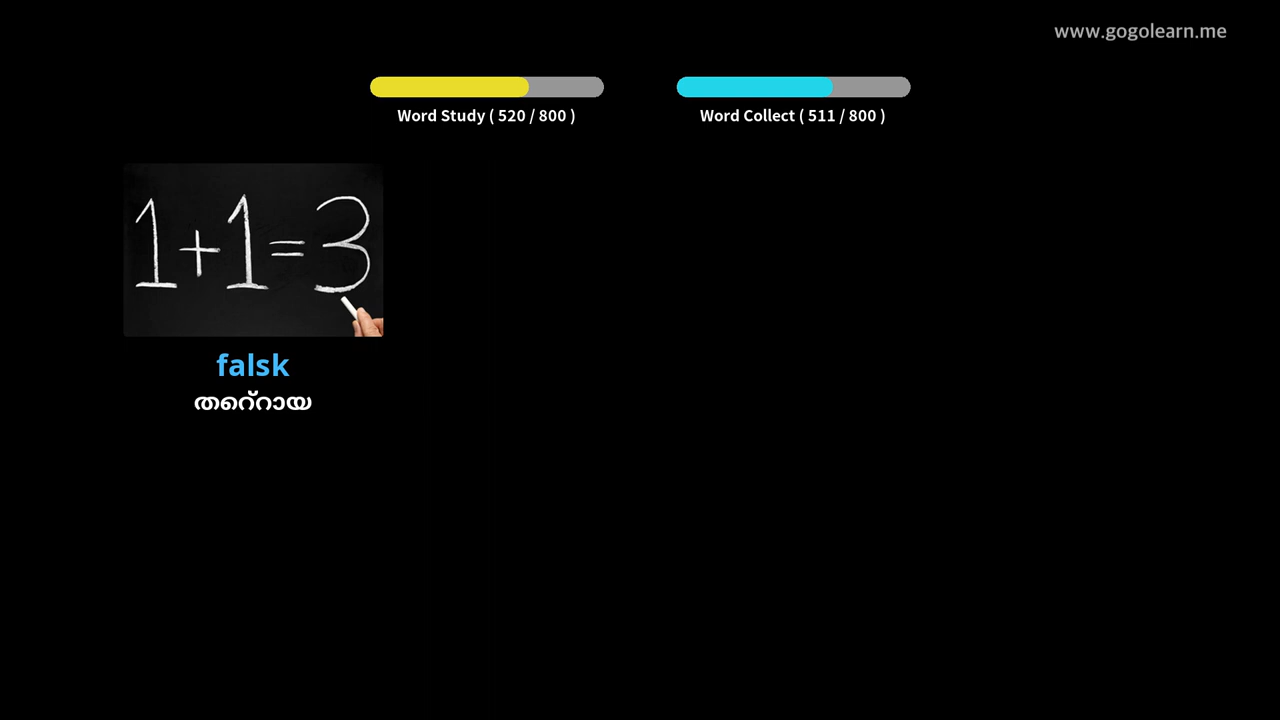 www.gogolearn.me
Word Study ( 520 / 800 )
Word Collect ( 511 / 800 )
1+1=3
falsk
തറ്റെറായ